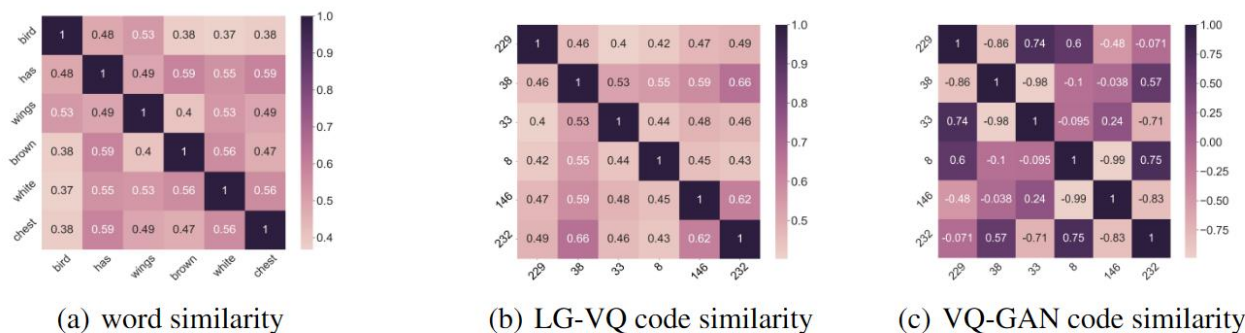 bird 1 0.48 0.53 0.38 0.37 0.38
has 0.48 1 0.49 0.59 0.55 0.59
wings 0.53 0.49 1 0.4 0.53 0.49
brown 0.38 0.59 0.4 1 0.56 0.47
white 0.37 0.55 0.53 0.56 1 0.56
chest 0.38 0.59 0.49 0.47 0.56 1
bird has wings brown white chest
1.0
0.9
0.8
0.7
0.6
0.5
0.4
(a) word similarity
229 1 0.46 0.4 0.42 0.47 0.49
38 0.46 1 0.53 0.55 0.59 0.66
33 0.4 0.53 1 0.44 0.48 0.46
8 0.42 0.55 0.44 1 0.45 0.43
146 0.47 0.59 0.48 0.45 1 0.62
232 0.49 0.66 0.46 0.43 0.62 1
229 38 33 8 146 232
1.0
0.9
0.8
0.7
0.6
0.5
(b) LG-VQ code similarity
229 1 -0.86 0.74 0.6 -0.48 -0.071
38 -0.86 1 -0.98 -0.1 -0.038 0.57
33 0.74 -0.98 1 -0.095 0.24 -0.71
8 0.6 -0.1 -0.095 1 -0.99 0.75
146 -0.48 -0.038 0.24 -0.99 1 -0.83
232 -0.071 0.57 -0.71 0.75 -0.83 1
229 38 33 8 146 232
1.00
0.75
0.50
0.25
0.00
-0.25
-0.50
-0.75
(c) VQ-GAN code similarity